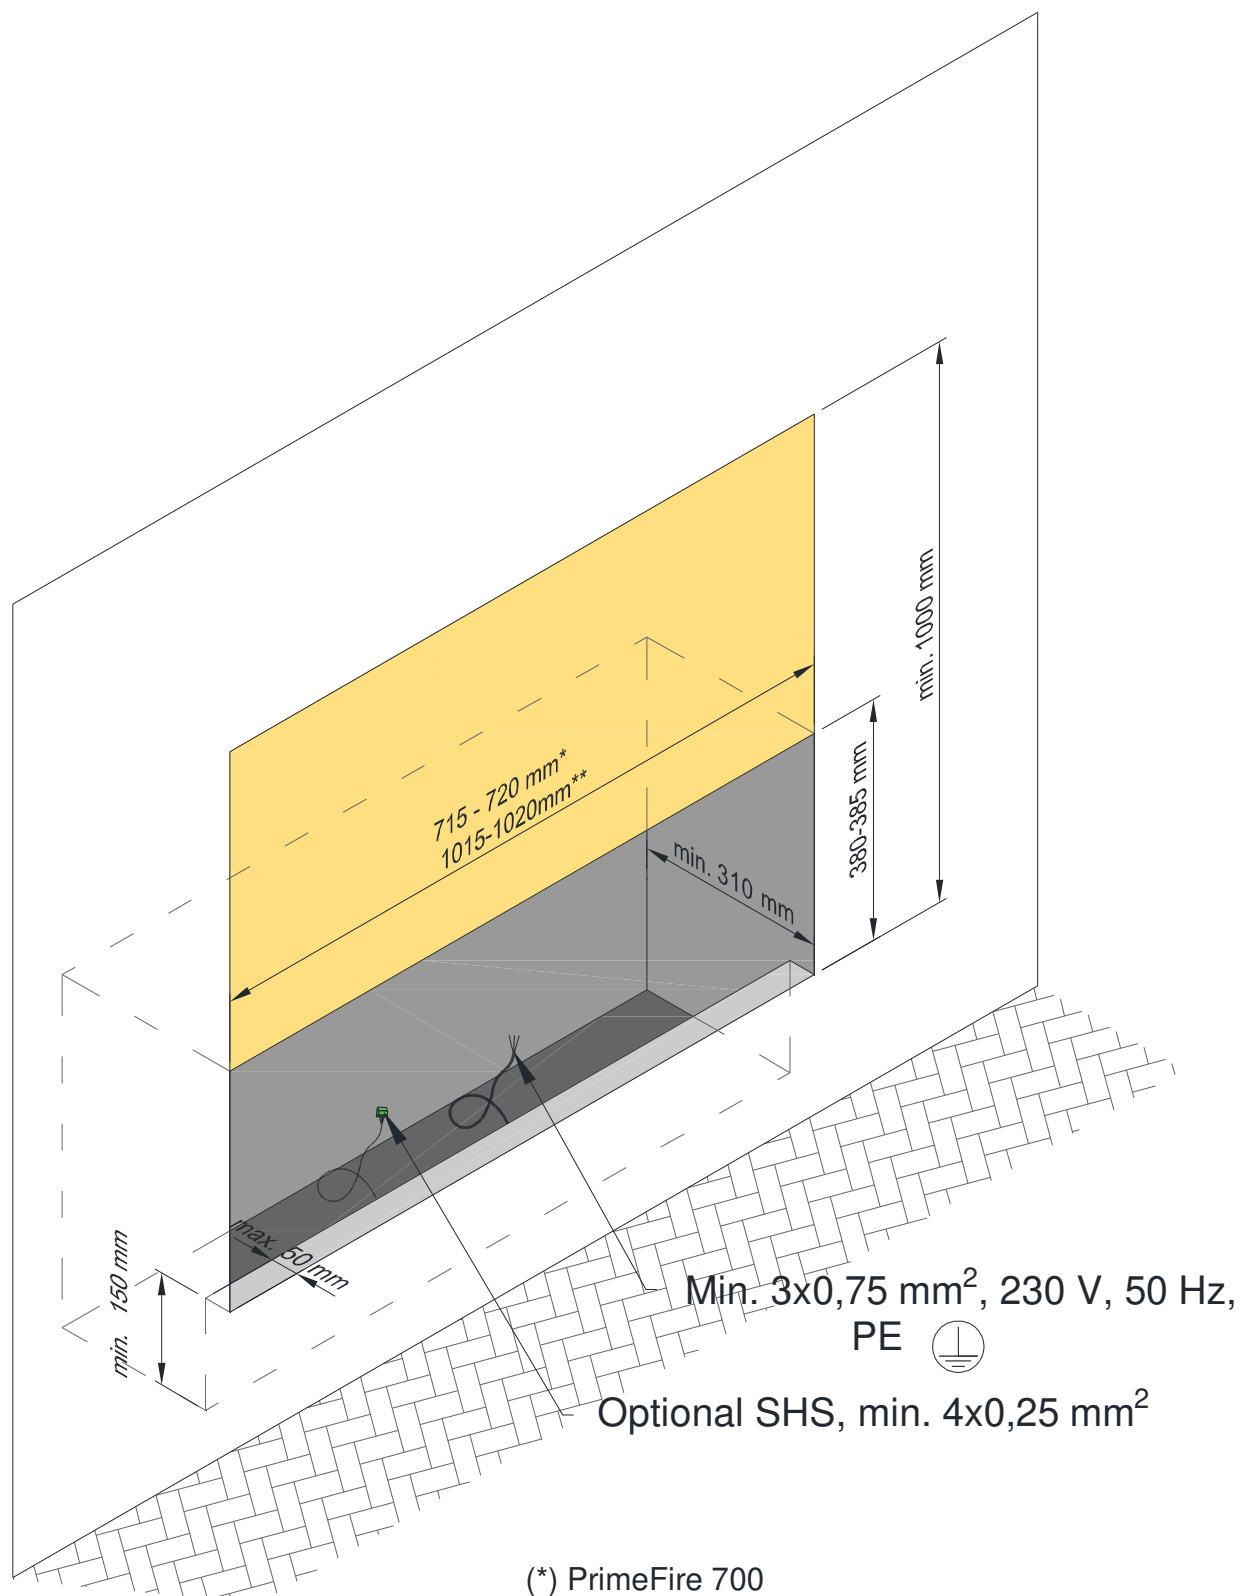 min. 1000 mm
715 - 720 mm*
1015-1020mm**
380-385 mm
min. 310 mm
max. 50 mm
min. 150 mm
Min. 3x0,75 mm², 230 V, 50 Hz,
PE
Optional SHS, min. 4x0,25 mm²
(*) PrimeFire 700